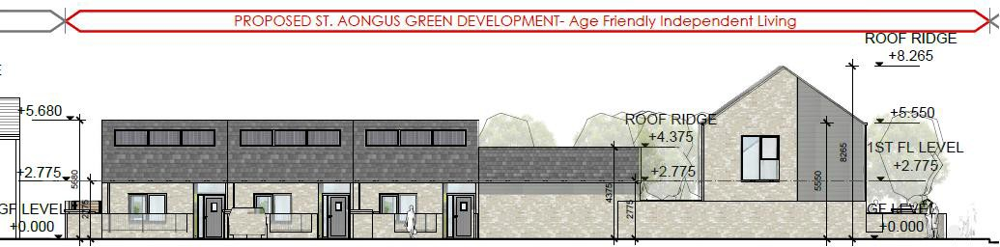 PROPOSED ST. AONGUS GREEN DEVELOPMENT- Age Friendly Independent Living
ROOF RIDGE
+8.265
+5.680
+5.550
ROOF RIDGE
+4.375
1ST FL LEVEL
+2.775
+2.775
+2.775
5680
2775
4375
2775
5550
8265
GF LEVEL
+0.000
GF LEVEL
+0.000